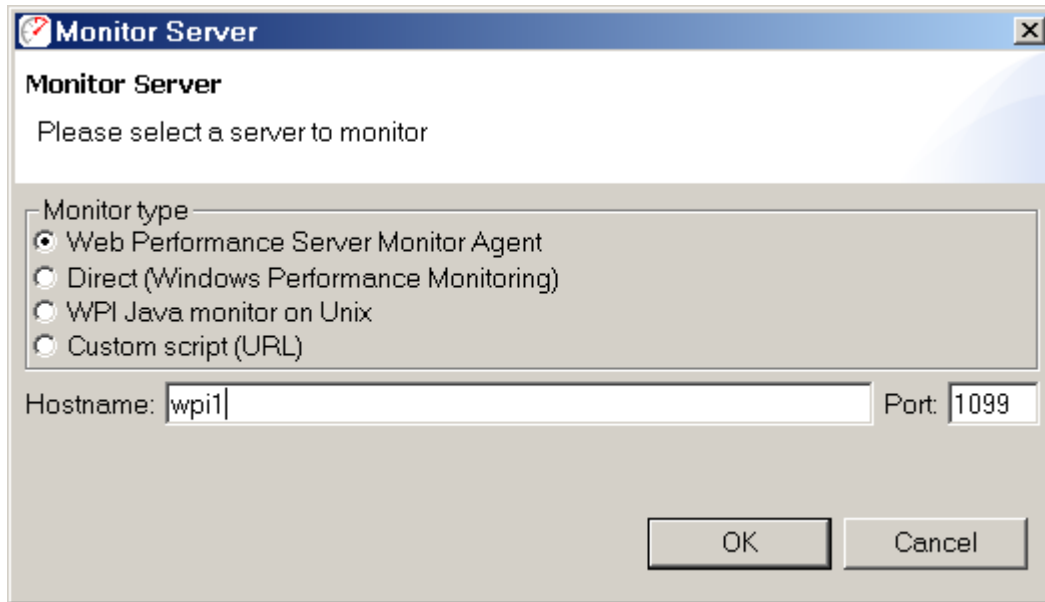 Monitor Server
Monitor Server
Please select a server to monitor
Monitor type
Web Performance Server Monitor Agent
Direct (Windows Performance Monitoring)
WPI Java monitor on Unix
Custom script (URL)
Hostname: wpi1 Port: 1099
OK Cancel